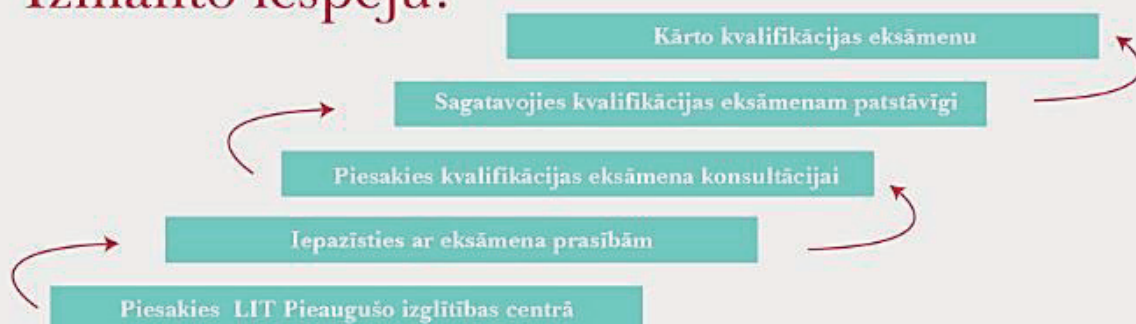 Izmanto iespēju!
Kārto kvalifikācijas eksāmenu
Sagatavojies kvalifikācijas eksāmenam patstāvīgi
Piesakies kvalifikācijas eksāmena konsultācijai
Iepazīsties ar eksāmena prasībām
Piesakies LIT Pieaugušo izglītības centrā